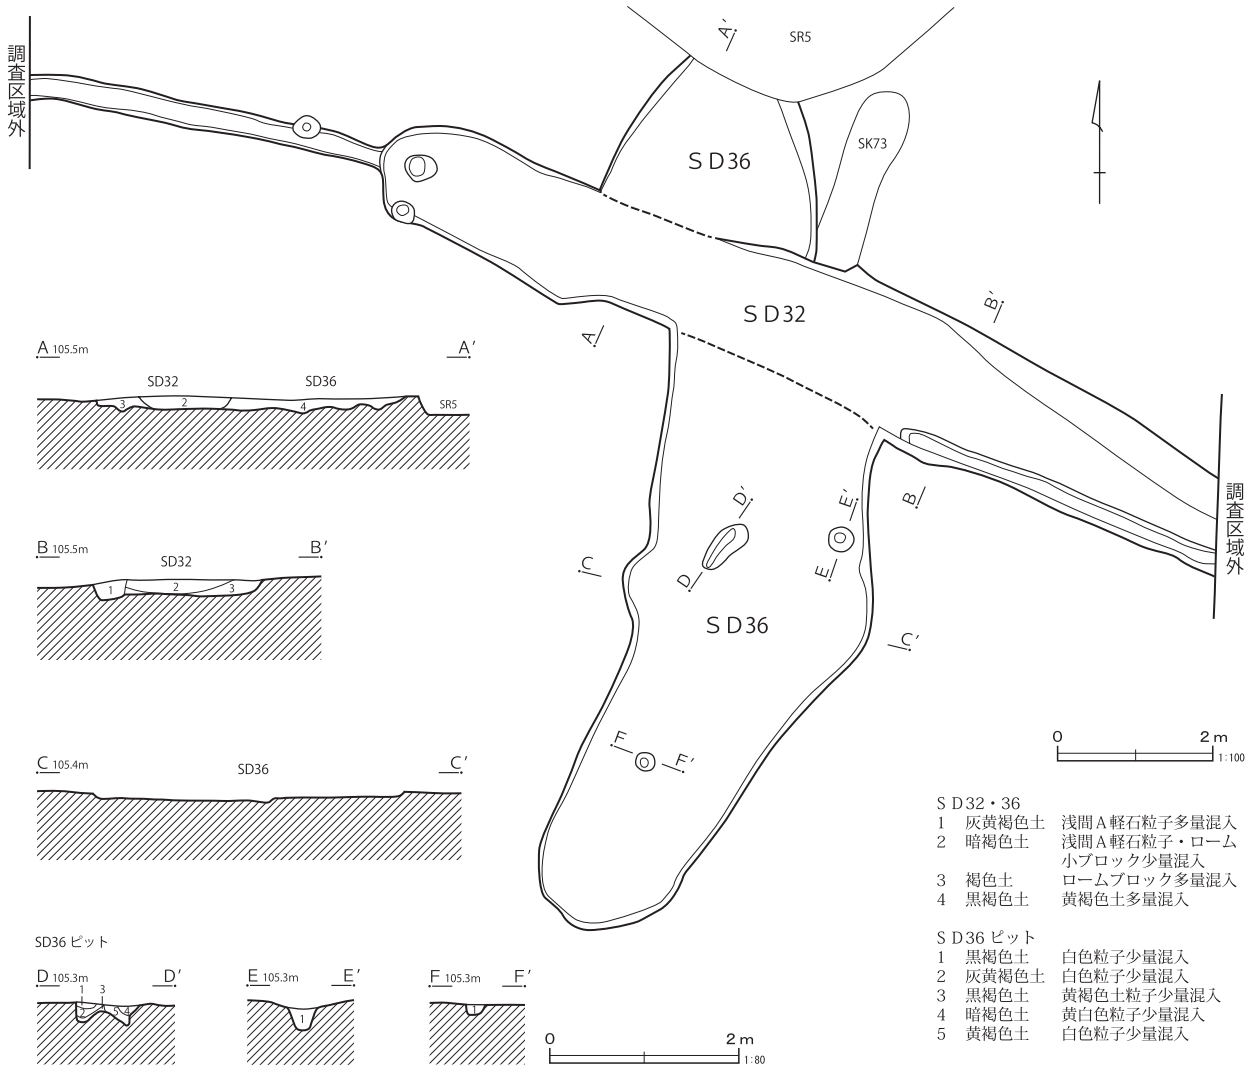 調査区域外
A′
SR5
SD36
SK73
SD32
B′
A
B
調査区域外
D′
E′
C
D
E
SD36
C′
F
F′
A 105.5m A′
SD32
SD36
3
2
4
SR5
B 105.5m B′
SD32
1
2
3
C 105.4m C′
SD36
SD36 ピット
D 105.3m D′
1 3
2 5 4
E 105.3m E′
1
F 105.3m F′
1
0 2m
1:80
0 2m
1:100
SD32・36
1 灰黄褐色土 浅間A軽石粒子多量混入
2 暗褐色土 浅間A軽石粒子・ローム
小ブロック少量混入
3 褐色土 ロームブロック多量混入
4 黒褐色土 黄褐色土多量混入
SD36 ピット
1 黒褐色土 白色粒子少量混入
2 灰黄褐色土 白色粒子少量混入
3 黒褐色土 黄褐色土粒子少量混入
4 暗褐色土 黄白色粒子少量混入
5 黄褐色土 白色粒子少量混入